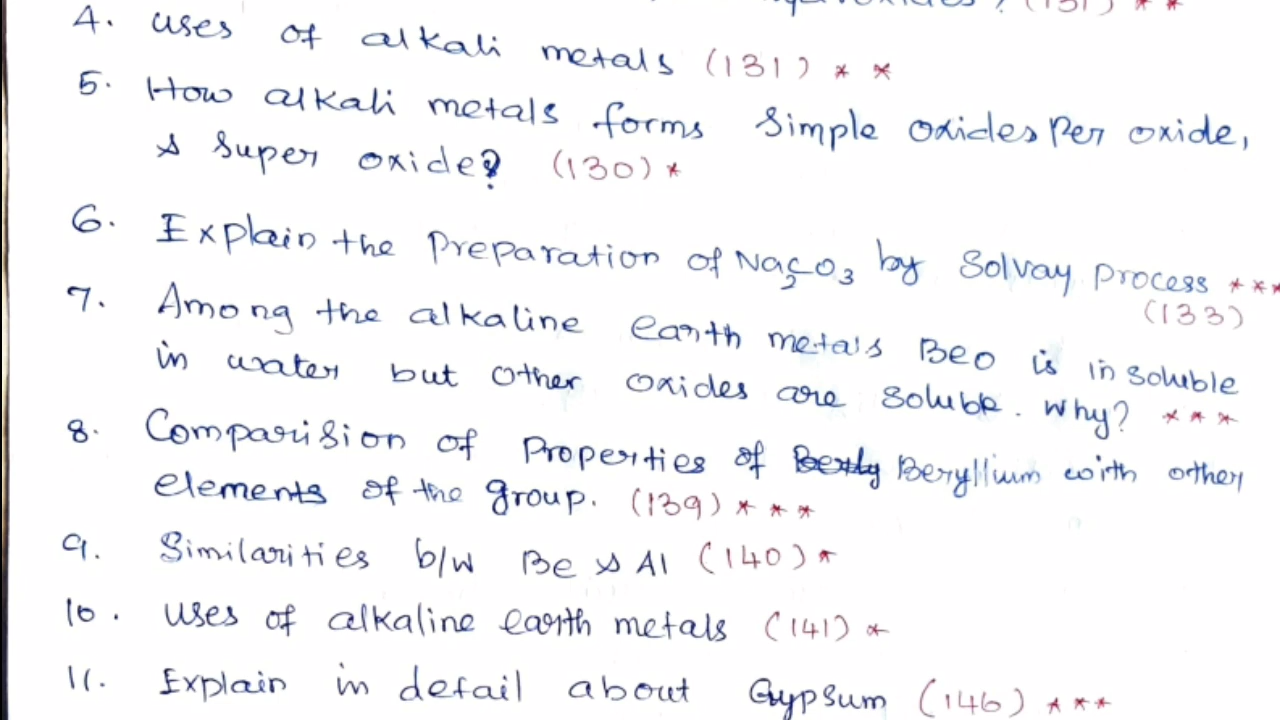 (131) * *
4. uses of alkali metals (131) * *
5. How alkali metals forms Simple oxides Per oxide,
& Super oxide? (130) *
6. Explain the Preparation of Na2CO3 by Solvay process ***
(133)
7. Among the alkaline earth metals BeO is insoluble
in water but other oxides are soluble. Why? ***
8. Comparision of Properties of Beryllium with other
elements of the group. (139) ***
9. Similarities b/w Be & Al (140) *
10. uses of alkaline earth metals (141) *
11. Explain in detail about Gypsum (146) ***